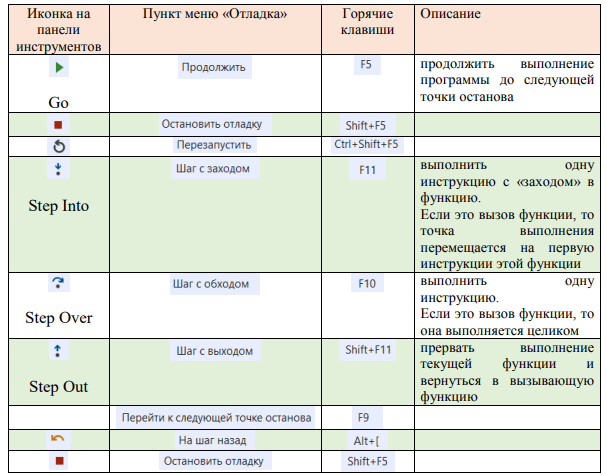 Иконка на панели инструментов
Пункт меню «Отладка»
Горячие клавиши
Описание
Go
Продолжить
F5
продолжить выполнение
программы до следующей
точки останова
Остановить отладку
Shift+F5
Перезапустить
Ctrl+Shift+F5
Step Into
Шаг с заходом
F11
выполнить одну
инструкцию с «заходом» в
функцию.
Если это вызов функции, то
точка выполнения
перемещается на первую
инструкции этой функции
Step Over
Шаг с обходом
F10
выполнить одну
инструкцию.
Если это вызов функции, то
она выполняется целиком
Step Out
Шаг с выходом
Shift+F11
прервать выполнение
текущей функции и
вернуться в вызывающую
функцию
Перейти к следующей точке останова
F9
На шаг назад
Alt+[
Остановить отладку
Shift+F5